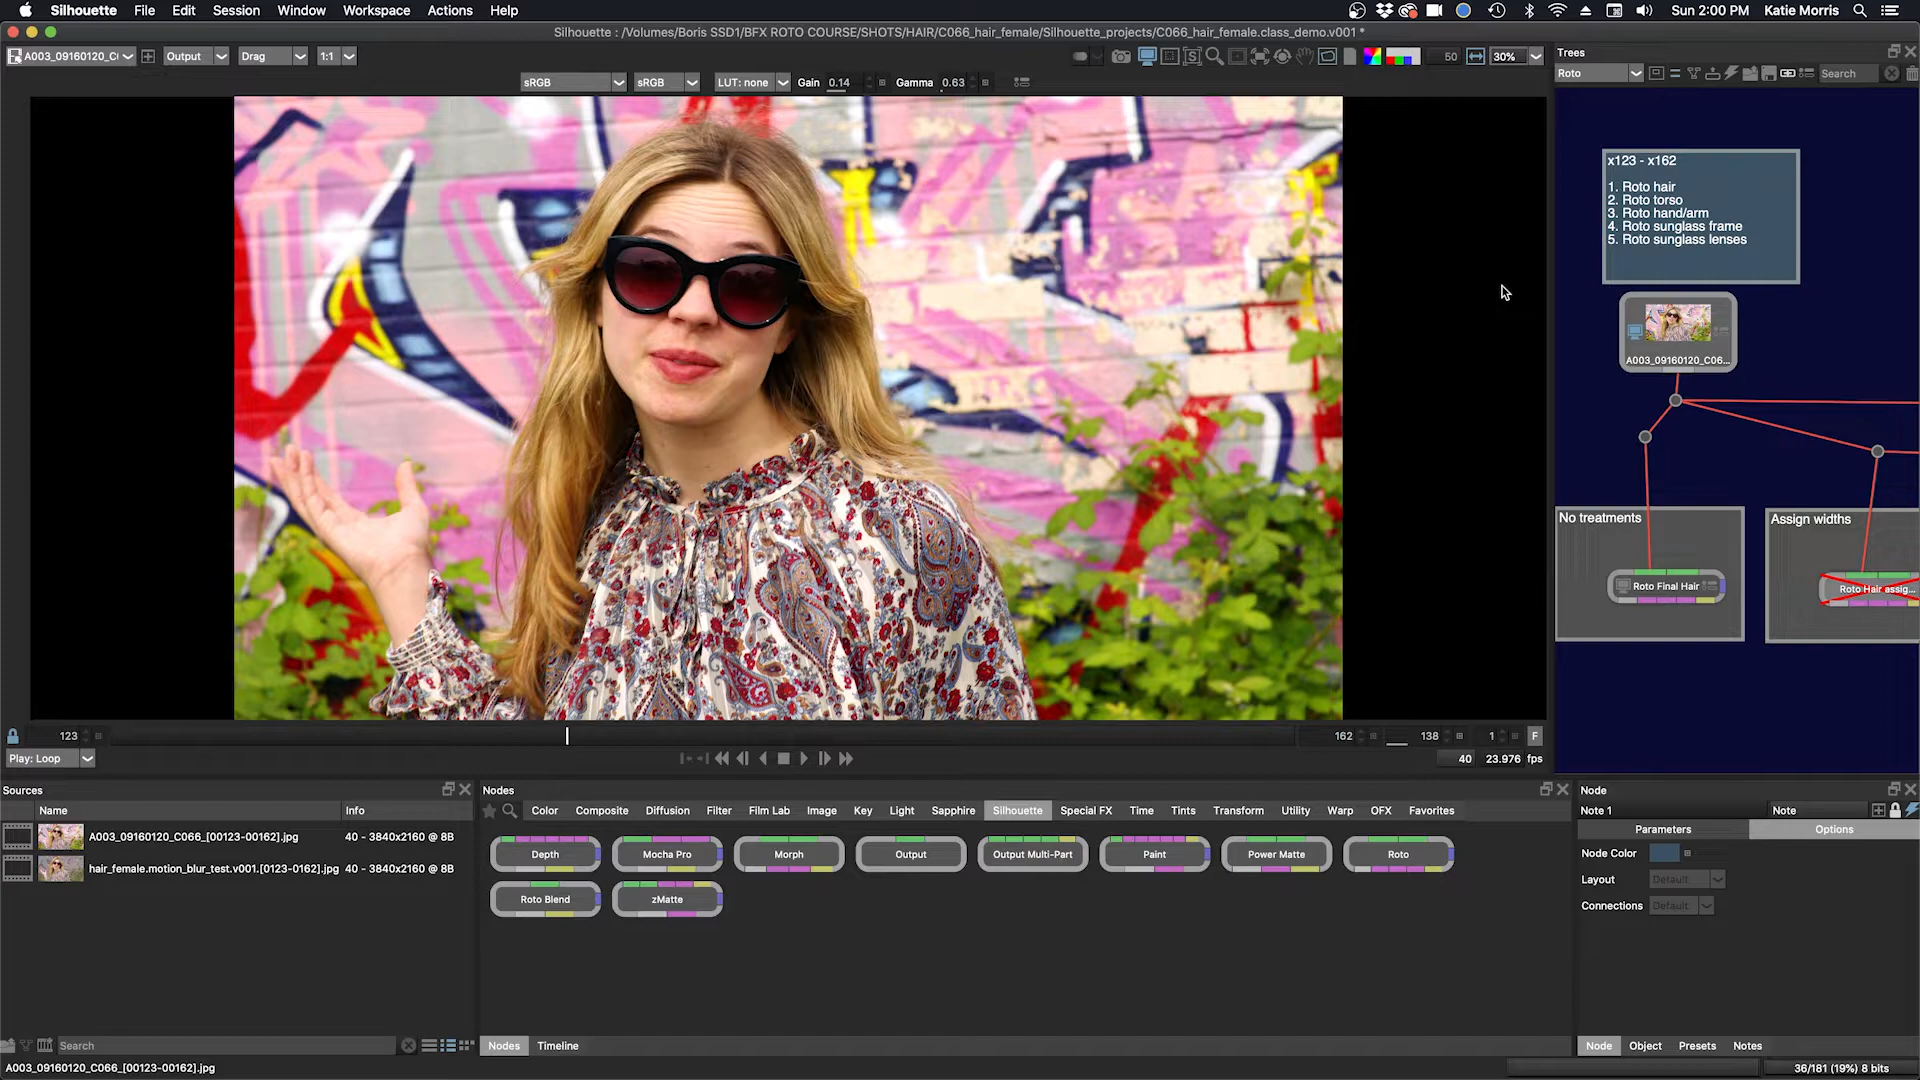 Silhouette File Edit Session Window Workspace Actions Help Sun 2:00 PM Katie Morris
Silhouette : /Volumes/Boris SSD1/BFX ROTO COURSE/SHOTS/HAIR/C066_hair_female/Silhouette_projects/C066_hair_female.class_demo.v001 *
A003_09160120_C Output Drag 1:1 50 30%
sRGB sRGB LUT: none Gain 0.14 Gamma 0.63
Trees
Roto Search
x123 - x162
1. Roto hair
2. Roto torso
3. Roto hand/arm
4. Roto sunglass frame
5. Roto sunglass lenses
A003_09160120_C06...
No treatments
Assign widths
Roto Final Hair
Roto Hair assig...
123 162 138 1 F
Play: Loop 40 23.976 fps
Sources
Name Info
A003_09160120_C066_[00123-00162].jpg 40 - 3840x2160 @ 8B
hair_female.motion_blur_test.v001.[0123-0162].jpg 40 - 3840x2160 @ 8B
Search
Nodes
Color Composite Diffusion Filter Film Lab Image Key Light Sapphire Silhouette Special FX Time Tints Transform Utility Warp OFX Favorites
Depth Mocha Pro Morph Output Output Multi-Part Paint Power Matte Roto
Roto Blend zMatte
Nodes Timeline
Node
Note 1 Note
Parameters Options
Node Color
Layout Default
Connections Default
Node Object Presets Notes
A003_09160120_C066_[00123-00162].jpg
36/181 (19%) 8 bits